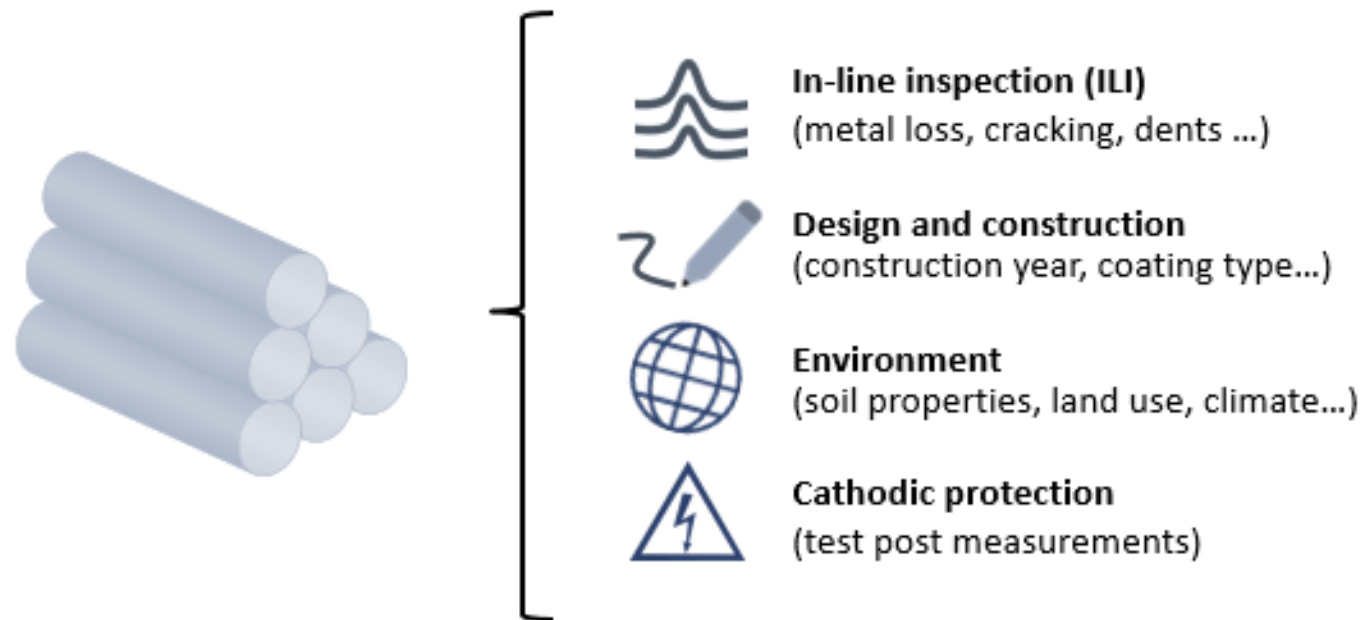 In-line inspection (ILI)
(metal loss, cracking, dents ...)
Design and construction
(construction year, coating type...)
Environment
(soil properties, land use, climate...)
Cathodic protection
(test post measurements)